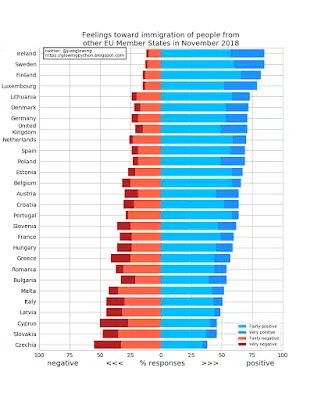 Feelings toward immigration of people from
other EU Member States in November 2018
twitter: @justglowing
https://glowingpython.blogspot.com
Ireland
Sweden
Finland
Luxembourg
Lithuania
Denmark
Germany
United
Kingdom
Netherlands
Spain
Poland
Estonia
Belgium
Austria
Croatia
Portugal
Slovenia
France
Hungary
Greece
Romania
Bulgaria
Malta
Italy
Latvia
Cyprus
Slovakia
Czechia
Fairly positive
Very positive
Fairly negative
Very negative
100 75 50 25 0 25 50 75 100
negative <<< % responses >>> positive